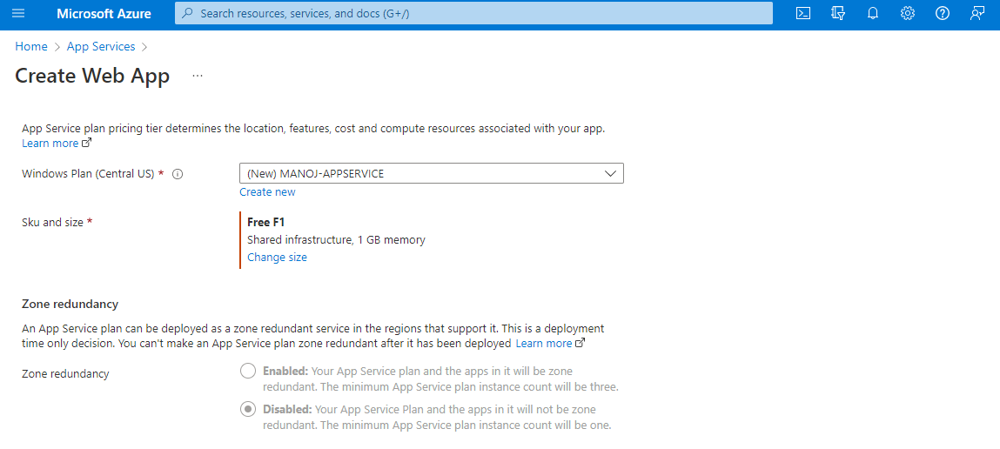 Microsoft Azure
Search resources, services, and docs (G+/)
Home > App Services >
Create Web App ...
App Service plan pricing tier determines the location, features, cost and compute resources associated with your app.
Learn more
Windows Plan (Central US) *
(New) MANOJ-APPSERVICE
Create new
Sku and size *
Free F1
Shared infrastructure, 1 GB memory
Change size
Zone redundancy
An App Service plan can be deployed as a zone redundant service in the regions that support it. This is a deployment
time only decision. You can't make an App Service plan zone redundant after it has been deployed Learn more
Zone redundancy
Enabled: Your App Service plan and the apps in it will be zone
redundant. The minimum App Service plan instance count will be three.
Disabled: Your App Service Plan and the apps in it will not be zone
redundant. The minimum App Service plan instance count will be one.